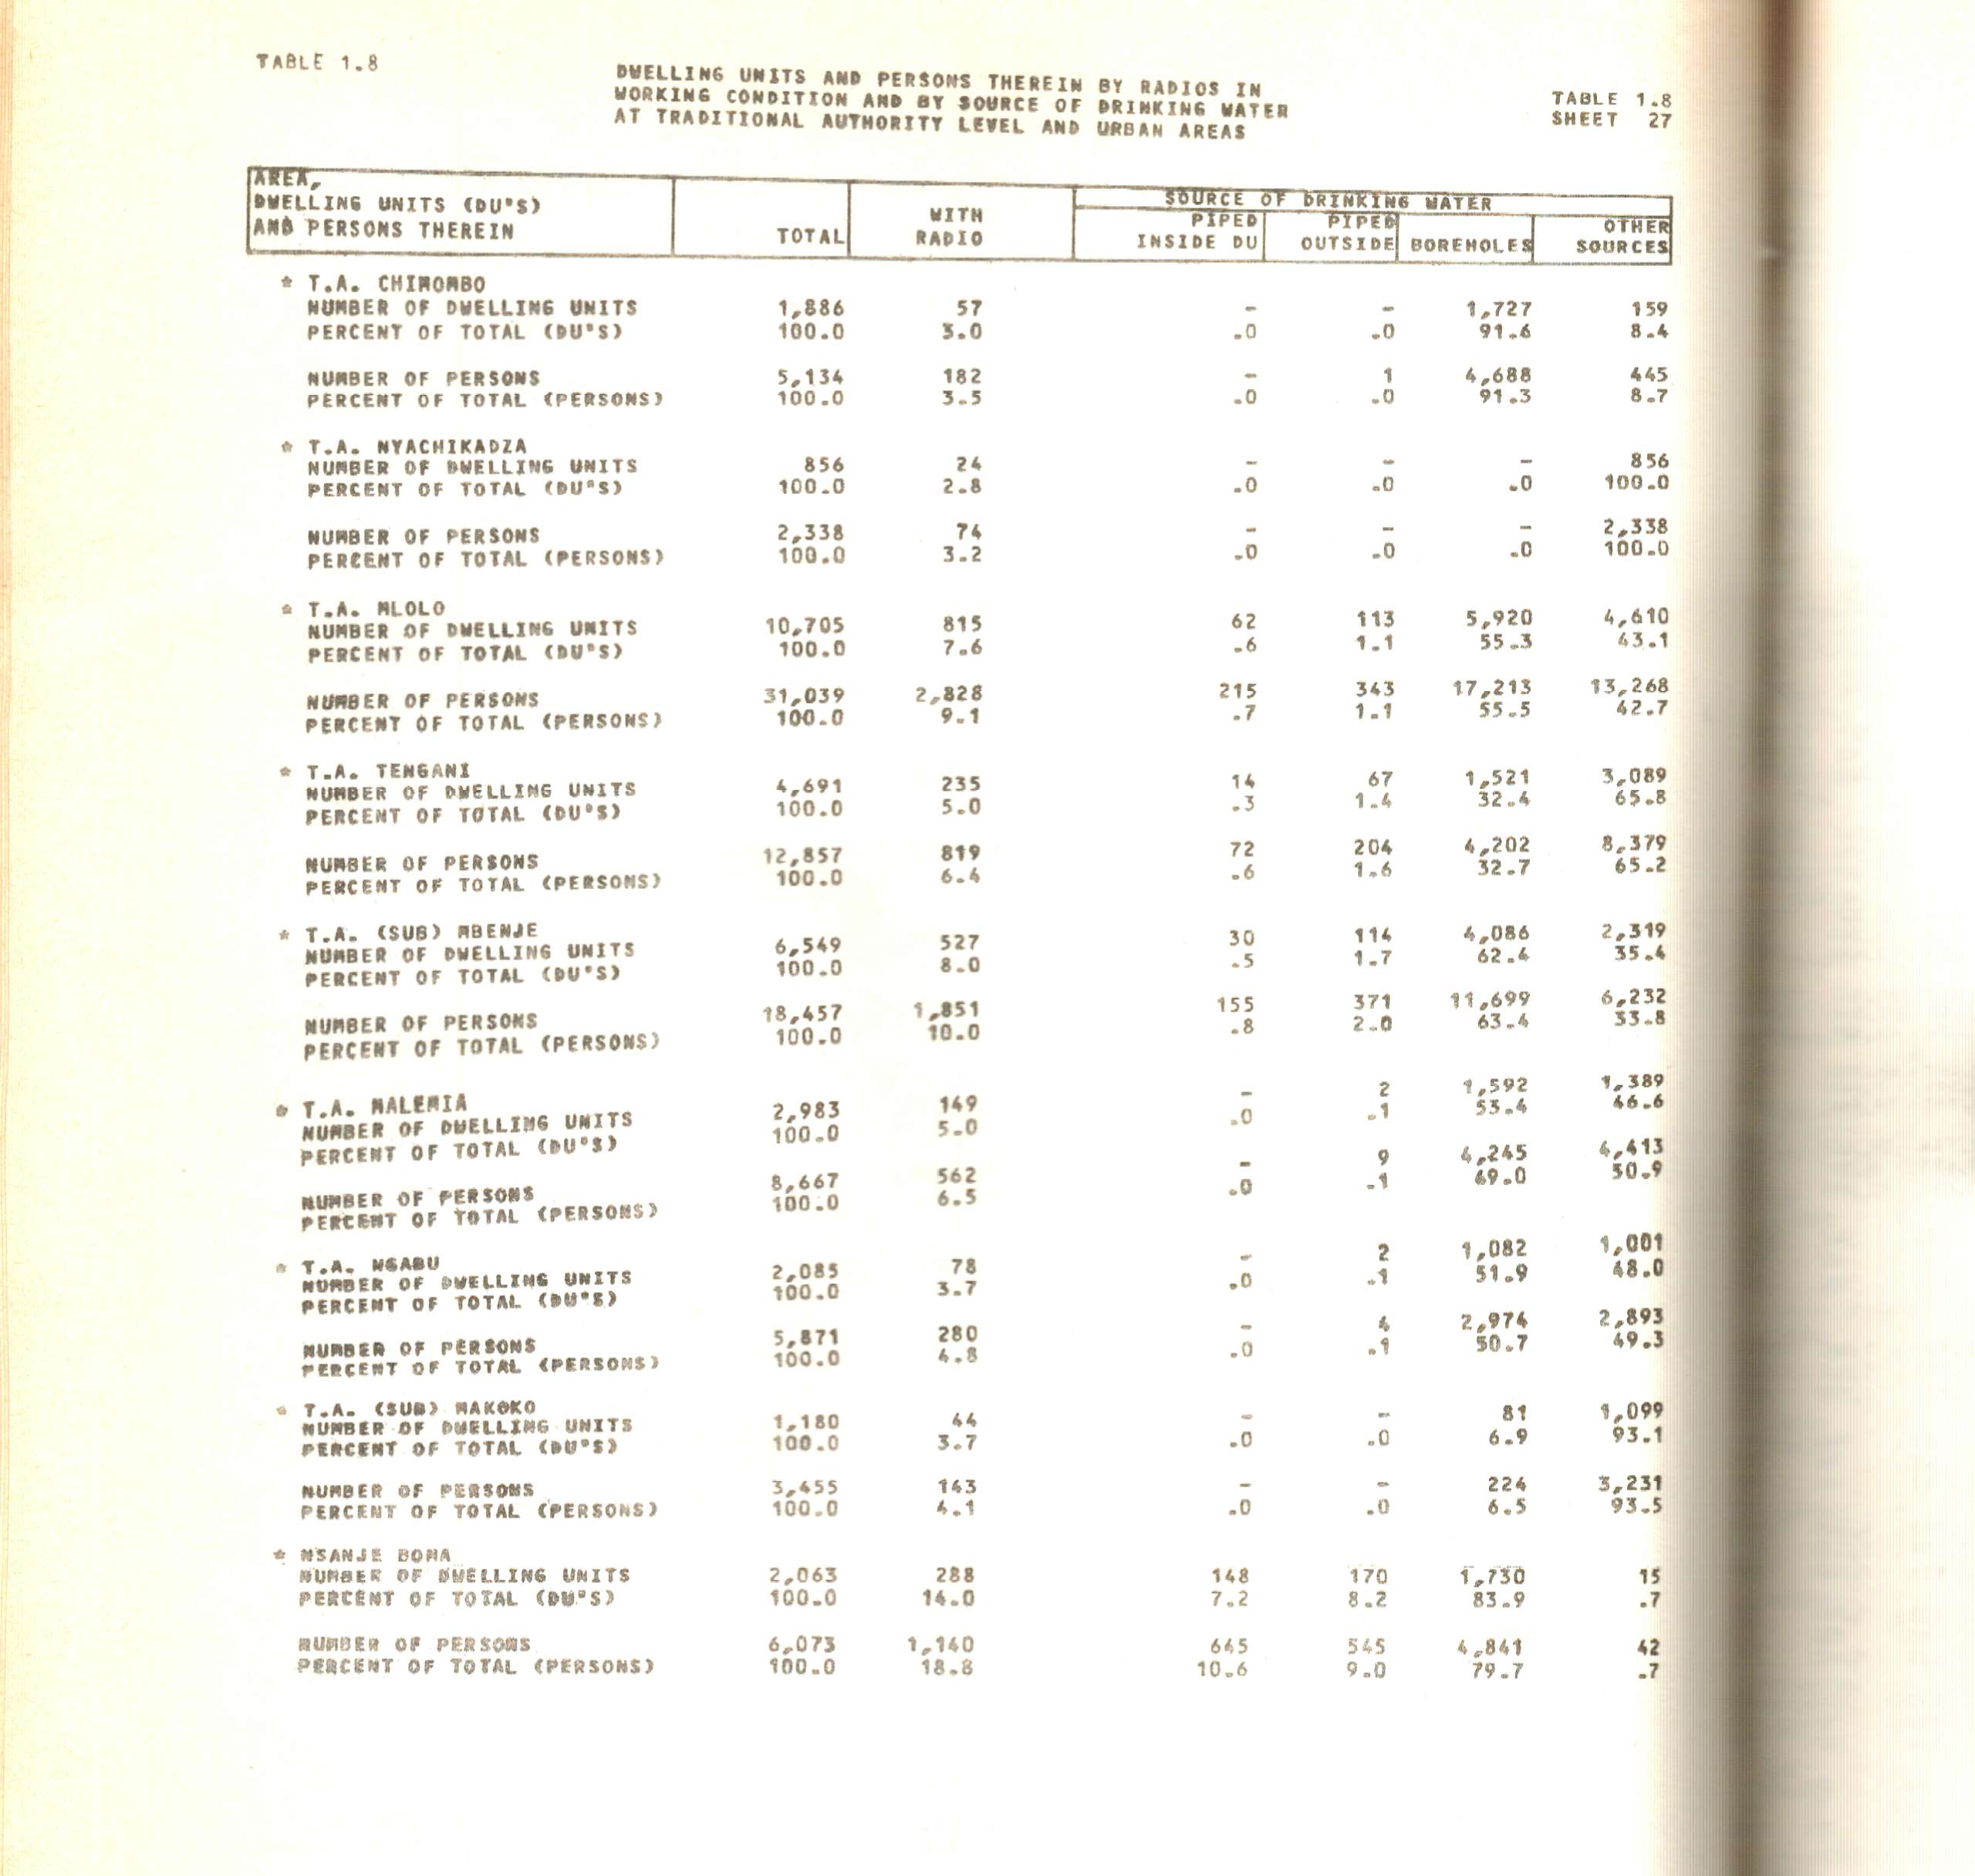 TABLE 1.8
DWELLING UNITS AND PERSONS THEREIN BY RADIOS IN
WORKING CONDITION AND BY SOURCE OF DRINKING WATER
AT TRADITIONAL AUTHORITY LEVEL AND URBAN AREAS
TABLE 1.8
SHEET 27
AREA,
DWELLING UNITS (DU'S)
AND PERSONS THEREIN
TOTAL
WITH
RADIO
SOURCE OF DRINKING WATER
PIPED
INSIDE DU
PIPED
OUTSIDE
BOREHOLES
OTHER
SOURCES
* T.A. CHIMOMBO
NUMBER OF DWELLING UNITS 1,886 57 - - 1,727 159
PERCENT OF TOTAL (DU'S) 100.0 3.0 .0 .0 91.6 8.4
NUMBER OF PERSONS 5,134 182 - 1 4,688 445
PERCENT OF TOTAL (PERSONS) 100.0 3.5 .0 .0 91.3 8.7
* T.A. NYACHIKADZA
NUMBER OF DWELLING UNITS 856 24 - - - 856
PERCENT OF TOTAL (DU'S) 100.0 2.8 .0 .0 .0 100.0
NUMBER OF PERSONS 2,338 74 - - - 2,338
PERCENT OF TOTAL (PERSONS) 100.0 3.2 .0 .0 .0 100.0
* T.A. MLOLO
NUMBER OF DWELLING UNITS 10,705 815 62 113 5,920 4,610
PERCENT OF TOTAL (DU'S) 100.0 7.6 .6 1.1 55.3 43.1
NUMBER OF PERSONS 31,039 2,828 215 343 17,213 13,268
PERCENT OF TOTAL (PERSONS) 100.0 9.1 .7 1.1 55.5 42.7
* T.A. TENGANI
NUMBER OF DWELLING UNITS 4,691 235 14 67 1,521 3,089
PERCENT OF TOTAL (DU'S) 100.0 5.0 .3 1.4 32.4 65.8
NUMBER OF PERSONS 12,857 819 72 204 4,202 8,379
PERCENT OF TOTAL (PERSONS) 100.0 6.4 .6 1.6 32.7 65.2
* T.A. (SUB) MBENJE
NUMBER OF DWELLING UNITS 6,549 527 30 114 4,086 2,319
PERCENT OF TOTAL (DU'S) 100.0 8.0 .5 1.7 62.4 35.4
NUMBER OF PERSONS 18,457 1,851 155 371 11,699 6,232
PERCENT OF TOTAL (PERSONS) 100.0 10.0 .8 2.0 63.4 33.8
* T.A. MALEMIA
NUMBER OF DWELLING UNITS 2,983 149 - 2 1,592 1,389
PERCENT OF TOTAL (DU'S) 100.0 5.0 .0 .1 53.4 46.6
NUMBER OF PERSONS 8,667 562 - 9 4,245 4,413
PERCENT OF TOTAL (PERSONS) 100.0 6.5 .0 .1 49.0 50.9
* T.A. NGABU
NUMBER OF DWELLING UNITS 2,085 78 - 2 1,082 1,001
PERCENT OF TOTAL (DU'S) 100.0 3.7 .0 .1 51.9 48.0
NUMBER OF PERSONS 5,871 280 - 4 2,974 2,893
PERCENT OF TOTAL (PERSONS) 100.0 4.8 .0 .1 50.7 49.3
* T.A. (SUB) MAKOKO
NUMBER OF DWELLING UNITS 1,180 44 - - 81 1,099
PERCENT OF TOTAL (DU'S) 100.0 3.7 .0 .0 6.9 93.1
NUMBER OF PERSONS 3,455 143 - - 224 3,231
PERCENT OF TOTAL (PERSONS) 100.0 4.1 .0 .0 6.5 93.5
* NSANJE BOMA
NUMBER OF DWELLING UNITS 2,063 288 148 170 1,730 15
PERCENT OF TOTAL (DU'S) 100.0 14.0 7.2 8.2 83.9 .7
NUMBER OF PERSONS 6,073 1,140 645 545 4,841 42
PERCENT OF TOTAL (PERSONS) 100.0 18.8 10.6 9.0 79.7 .7